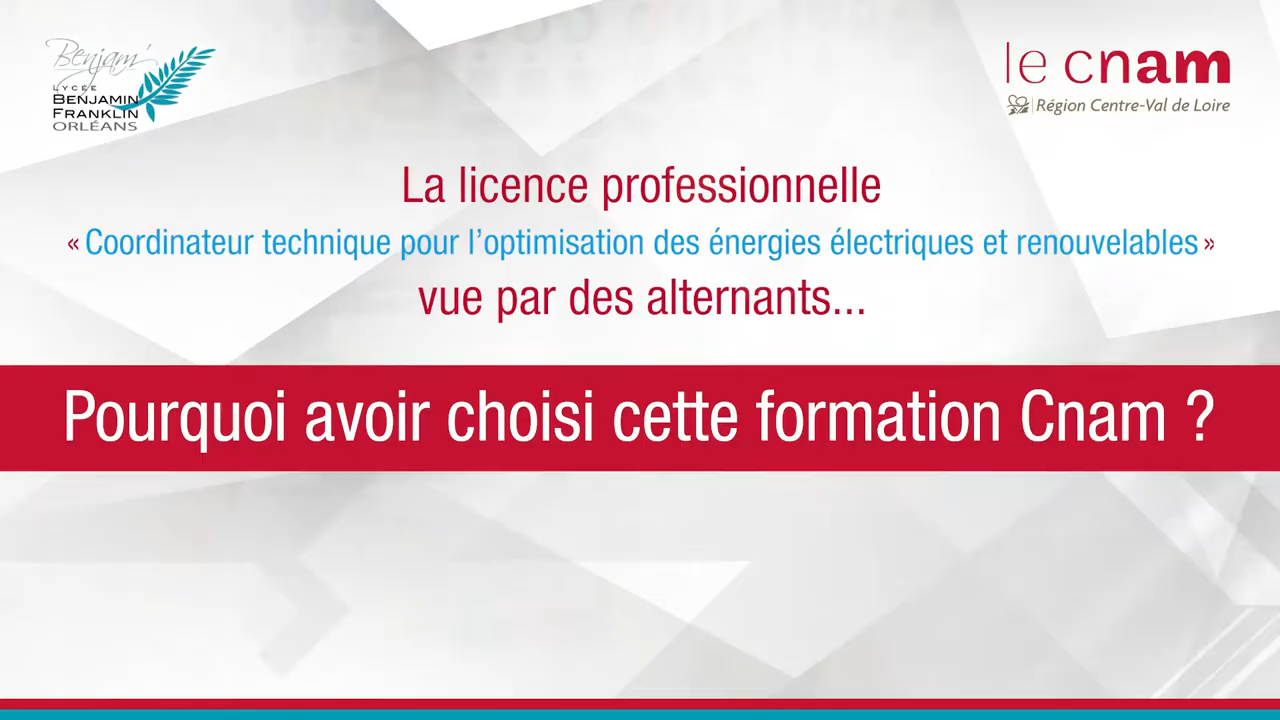 Benjam'
LYCÉE
BENJAMIN
FRANKLIN
ORLÉANS
le cnam
Région Centre-Val de Loire
La licence professionnelle
« Coordinateur technique pour l’optimisation des énergies électriques et renouvelables »
vue par des alternants...
Pourquoi avoir choisi cette formation Cnam ?